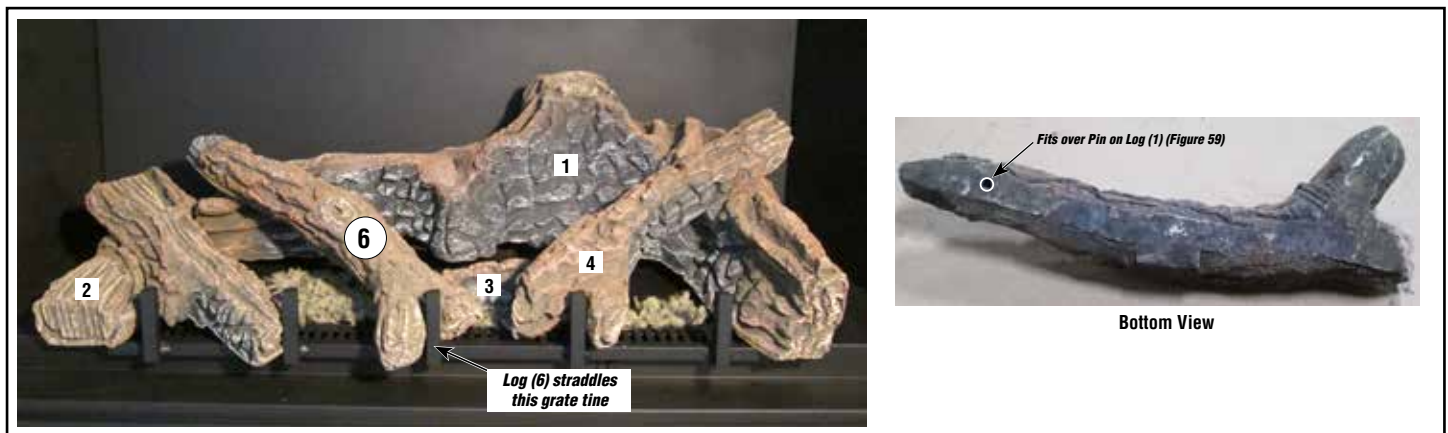 1
6
4
3
2
Log (6) straddles
this grate tine
Fits over Pin on Log (1) (Figure 59)
Bottom View